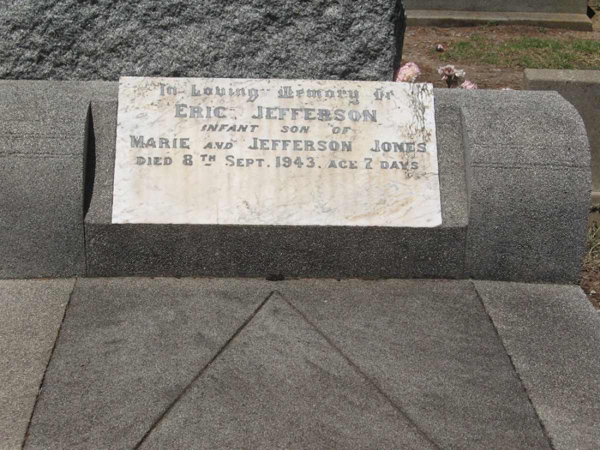 In Loving Memory Of
ERIC JEFFERSON
INFANT SON OF
MARIE AND JEFFERSON JONES
DIED 8TH SEPT. 1943. AGE 7 DAYS